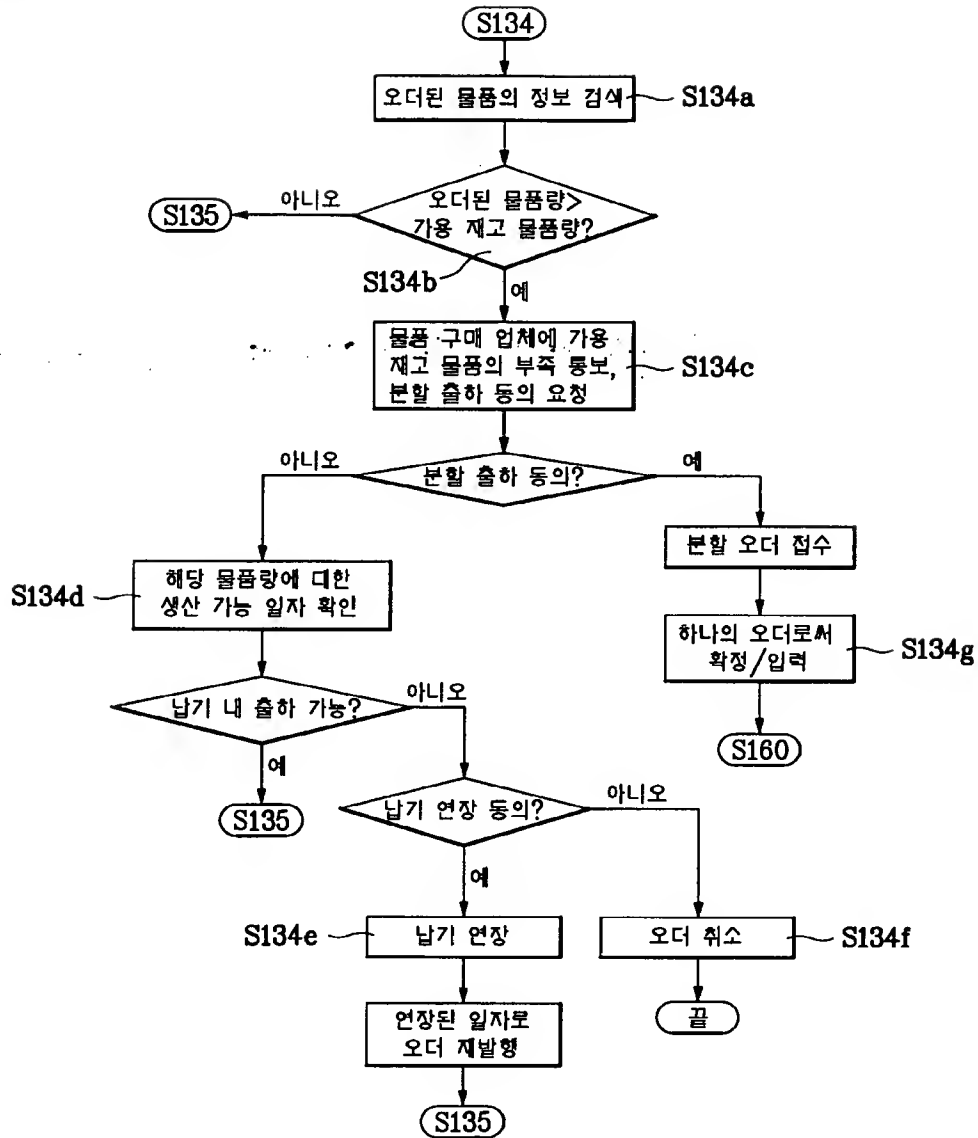 S134
오더된 물품의 정보 검색
S134a
오더된 물품량>
가용 재고 물품량?
아니오
S135
S134b
예
물품 구매 업체에 가용
재고 물품의 부족 통보,
분할 출하 동의 요청
S134c
아니오
분할 출하 동의?
예
분할 오더 접수
S134d
해당 물품량에 대한
생산 가능 일자 확인
하나의 오더로써
확정/입력
S134g
S160
납기 내 출하 가능?
아니오
예
S135
납기 연장 동의?
아니오
예
S134e
납기 연장
오더 취소
S134f
끌
연장된 일자로
오더 재발행
S135